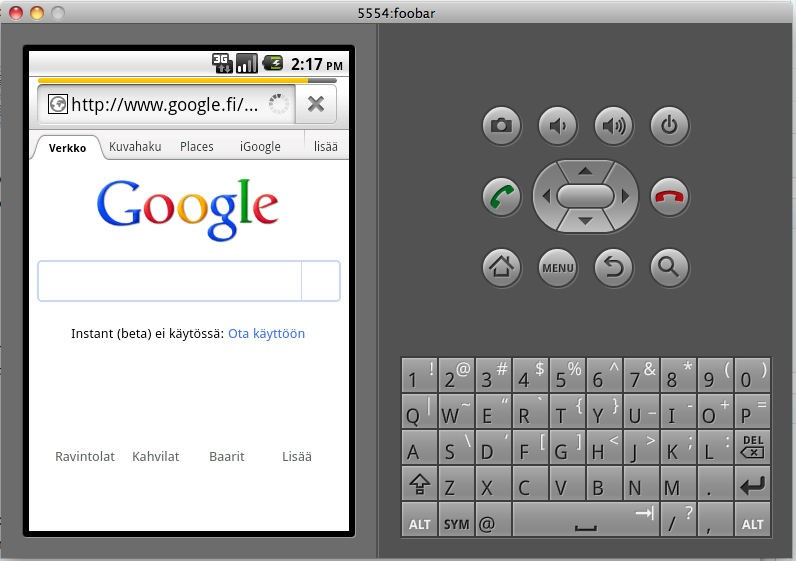 5554:foobar
3G 2:17 PM
http://www.google.fi/...
Verkko Kuvahaku Places iGoogle lisää
Google
Instant (beta) ei käytössä: Ota käyttöön
Ravintolat Kahvilat Baarit Lisää
MENU
1 ! 2 @ 3 # 4 $ 5 % 6 ^ 7 & 8 * 9 ( 0 )
Q | W ~ E “ R ` T { Y } U _ I - O + P =
A S \ D ‘ F [ G ] H < J > K ; L : DEL
Z X C V B N M .
ALT SYM @ / ? , ALT